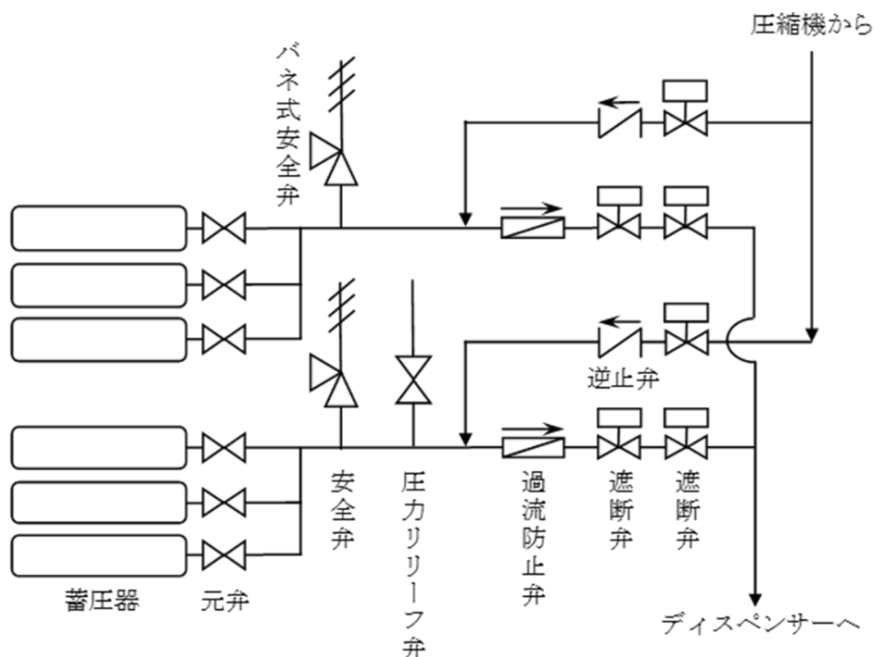 圧縮機から
バネ式安全弁
逆止弁
安全弁
圧力リリーフ弁
過流防止弁
遮断弁
遮断弁
蓄圧器
元弁
ディスペンサーへ